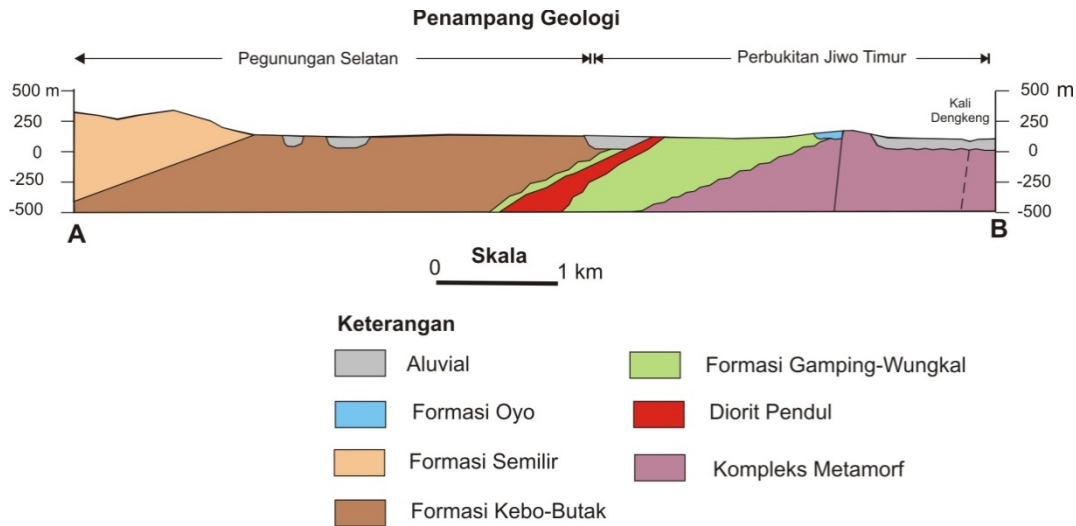 Penampang Geologi
Pegunungan Selatan
Perbukitan Jiwo Timur
500 m
250
0
-250
-500
500 m
250
0
-250
-500
Kali
Dengkeng
A
B
Skala
0 1 km
Keterangan
Aluvial
Formasi Oyo
Formasi Semilir
Formasi Kebo-Butak
Formasi Gamping-Wungkal
Diorit Pendul
Kompleks Metamorf